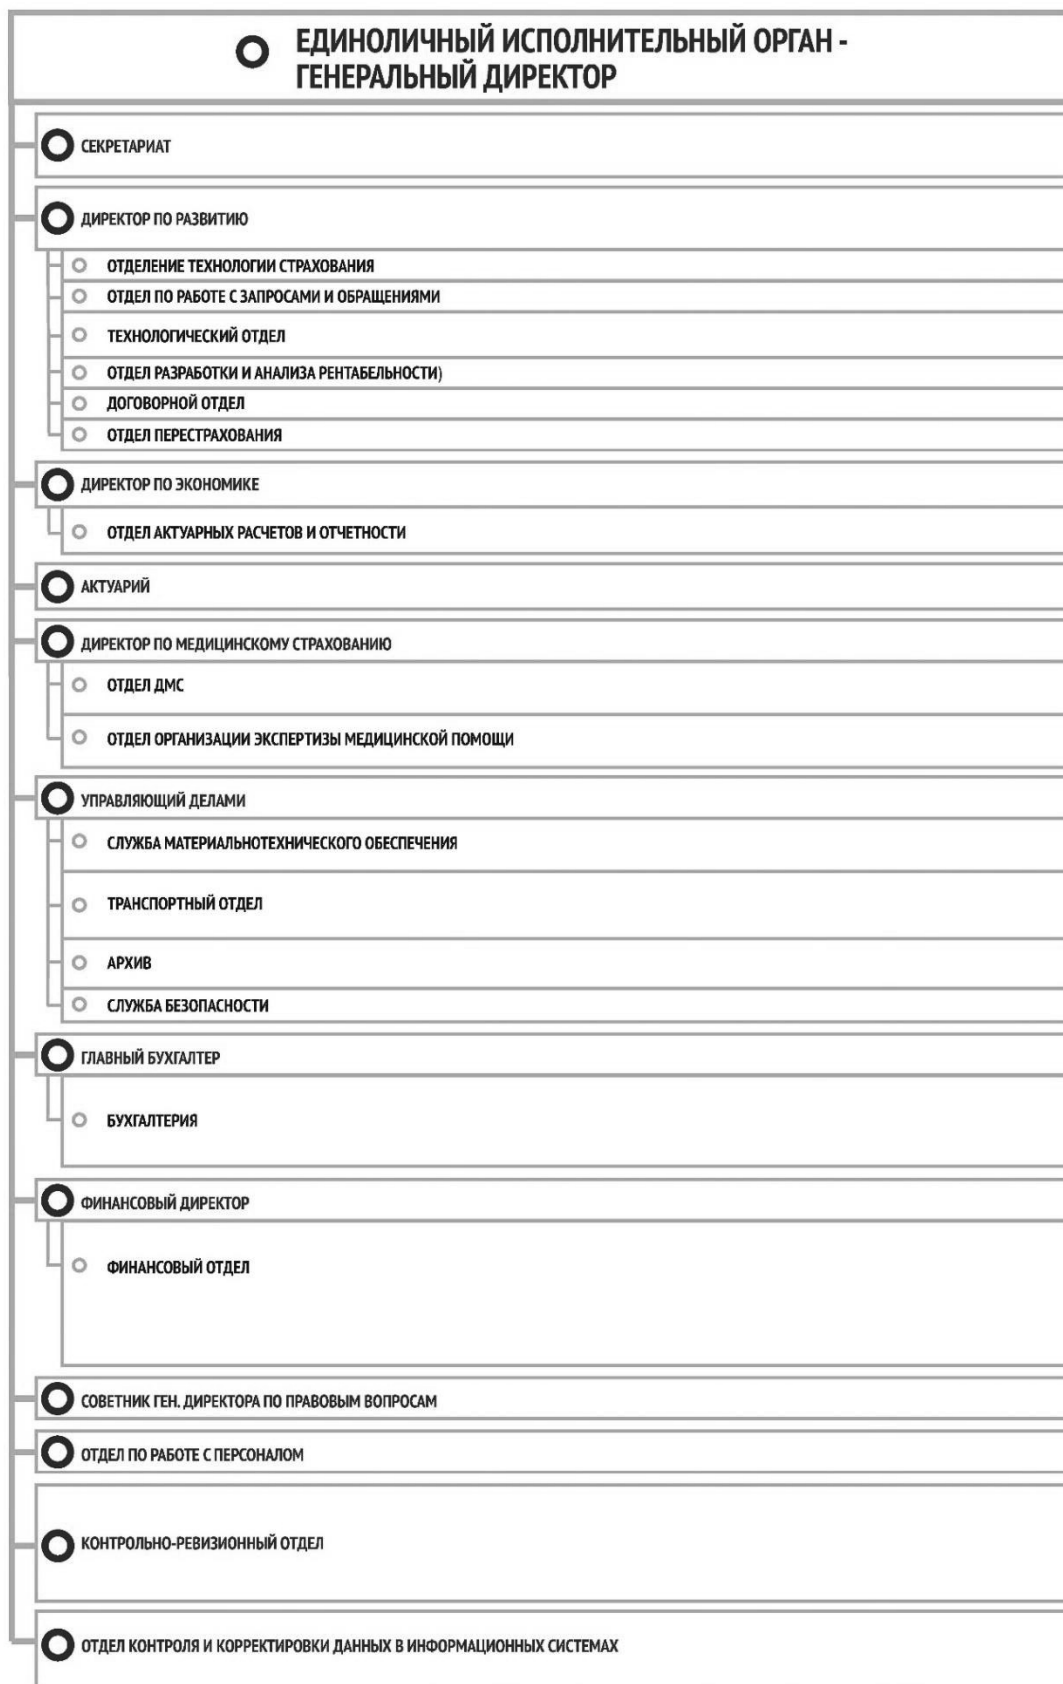 ЕДИНОЛИЧНЫЙ ИСПОЛНИТЕЛЬНЫЙ ОРГАН -
ГЕНЕРАЛЬНЫЙ ДИРЕКТОР
СЕКРЕТАРИАТ
ДИРЕКТОР ПО РАЗВИТИЮ
ОТДЕЛЕНИЕ ТЕХНОЛОГИИ СТРАХОВАНИЯ
ОТДЕЛ ПО РАБОТЕ С ЗАПРОСАМИ И ОБРАЩЕНИЯМИ
ТЕХНОЛОГИЧЕСКИЙ ОТДЕЛ
ОТДЕЛ РАЗРАБОТКИ И АНАЛИЗА РЕНТАБЕЛЬНОСТИ)
ДОГОВОРНОЙ ОТДЕЛ
ОТДЕЛ ПЕРЕСТРАХОВАНИЯ
ДИРЕКТОР ПО ЭКОНОМИКЕ
ОТДЕЛ АКТУАРНЫХ РАСЧЕТОВ И ОТЧЕТНОСТИ
АКТУАРИЙ
ДИРЕКТОР ПО МЕДИЦИНСКОМУ СТРАХОВАНИЮ
ОТДЕЛ ДМС
ОТДЕЛ ОРГАНИЗАЦИИ ЭКСПЕРТИЗЫ МЕДИЦИНСКОЙ ПОМОЩИ
УПРАВЛЯЮЩИЙ ДЕЛАМИ
СЛУЖБА МАТЕРИАЛЬНОТЕХНИЧЕСКОГО ОБЕСПЕЧЕНИЯ
ТРАНСПОРТНЫЙ ОТДЕЛ
АРХИВ
СЛУЖБА БЕЗОПАСНОСТИ
ГЛАВНЫЙ БУХГАЛТЕР
БУХГАЛТЕРИЯ
ФИНАНСОВЫЙ ДИРЕКТОР
ФИНАНСОВЫЙ ОТДЕЛ
СОВЕТНИК ГЕН. ДИРЕКТОРА ПО ПРАВОВЫМ ВОПРОСАМ
ОТДЕЛ ПО РАБОТЕ С ПЕРСОНАЛОМ
КОНТРОЛЬНО-РЕВИЗИОННЫЙ ОТДЕЛ
ОТДЕЛ КОНТРОЛЯ И КОРРЕКТИРОВКИ ДАННЫХ В ИНФОРМАЦИОННЫХ СИСТЕМАХ